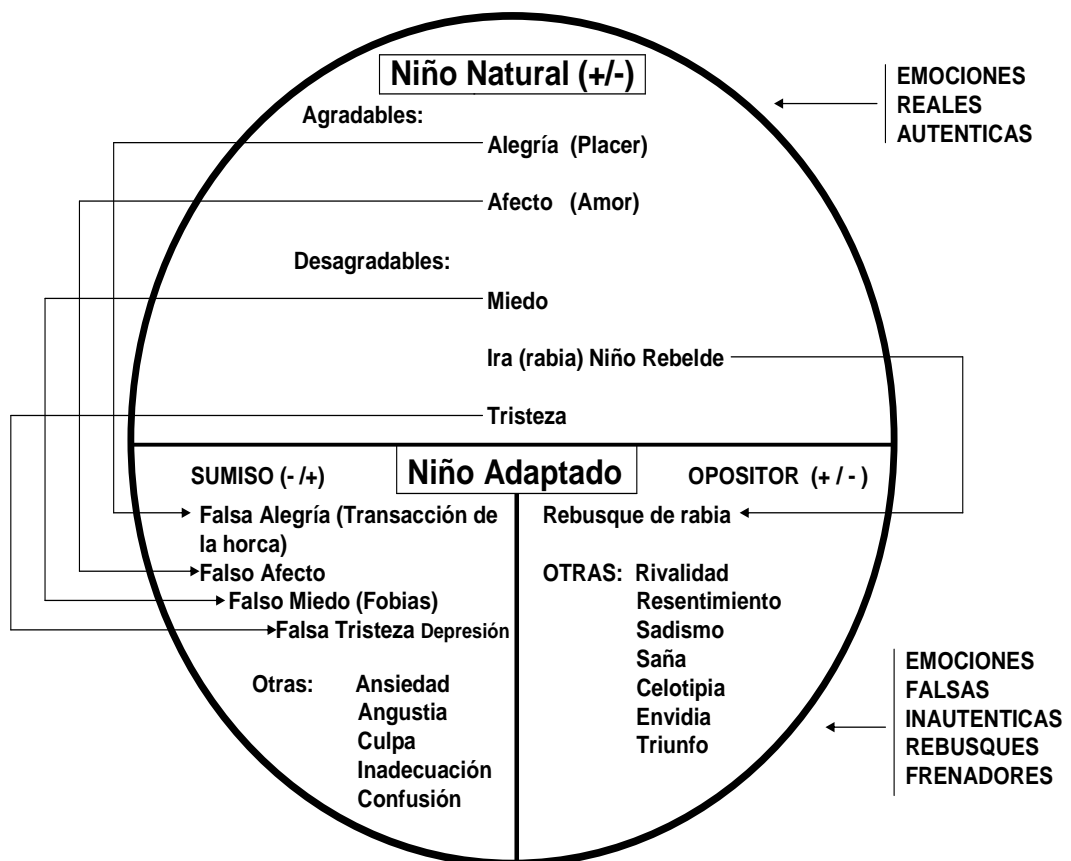 Niño Natural (+/-)
EMOCIONES
REALES
AUTENTICAS
Agradables:
Alegría (Placer)
Afecto (Amor)
Desagradables:
Miedo
Ira (rabia) Niño Rebelde
Tristeza
Niño Adaptado
SUMISO (- /+)
Falsa Alegría (Transacción de
la horca)
Falso Afecto
Falso Miedo (Fobias)
Falsa Tristeza Depresión
Otras: Ansiedad
Angustia
Culpa
Inadecuación
Confusión
OPOSITOR (+ / - )
Rebusque de rabia
OTRAS: Rivalidad
Resentimiento
Sadismo
Saña
Celotipia
Envidia
Triunfo
EMOCIONES
FALSAS
INAUTENTICAS
REBUSQUES
FRENADORES